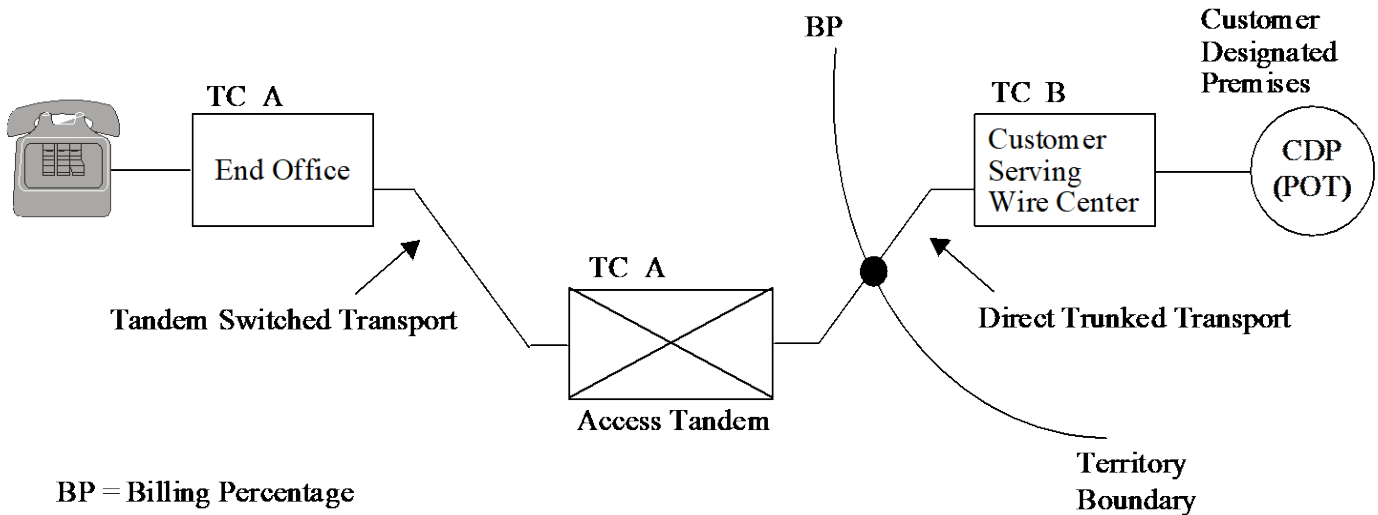 BP
Customer
Designated
Premises
TC A
TC B
End Office
Customer
Serving
Wire Center
CDP
(POT)
TC A
Tandem Switched Transport
Direct Trunked Transport
Access Tandem
Territory
Boundary
BP = Billing Percentage